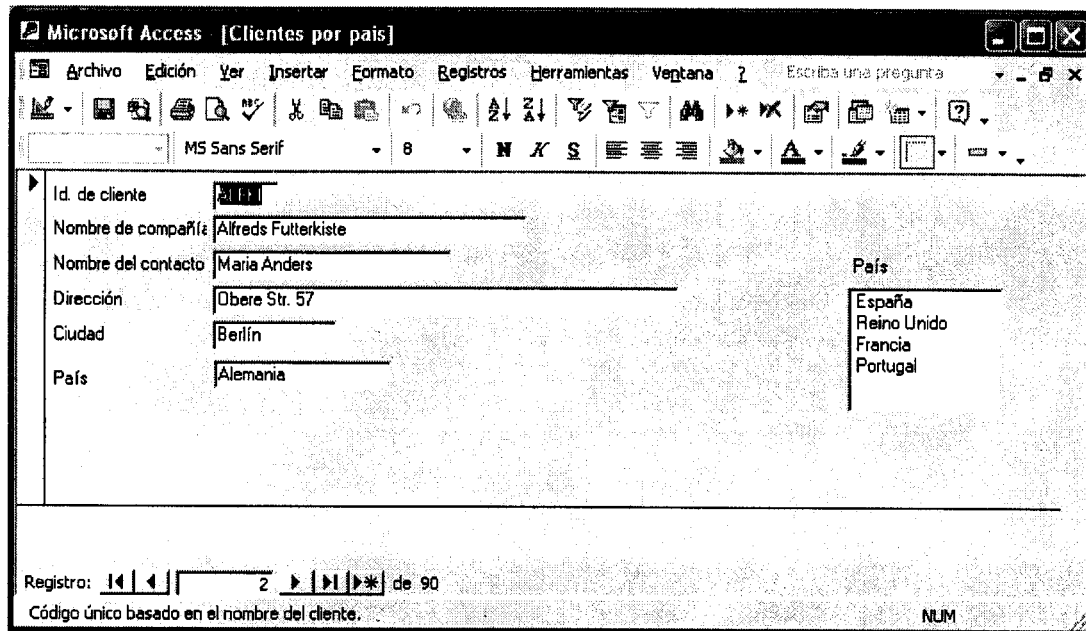 Microsoft Access - [Clientes por pais]
Archivo Edición Ver Insertar Formato Registros Herramientas Ventana ? Escriba una pregunta
MS Sans Serif 8 N K S
Id. de cliente
Nombre de compañía Alfreds Futterkiste
Nombre del contacto Maria Anders
Dirección Obere Str. 57
Ciudad Berlín
País Alemania
País
España
Reino Unido
Francia
Portugal
Registro: 2 de 90
Código único basado en el nombre del cliente. NUM